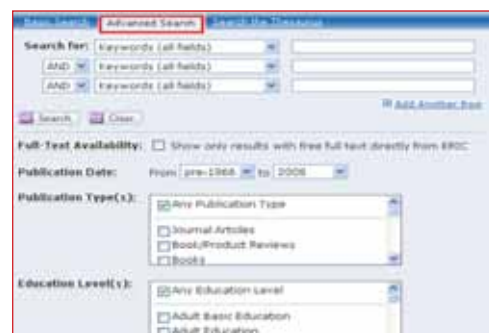 Basic Search Advanced Search Search the Thesaurus
Search for: Keywords (all fields)
AND Keywords (all fields)
AND Keywords (all fields)
Add Another Row
Search Clear
Full-Text Availability: Show only results with free full text directly from ERIC
Publication Date: From pre-1966 to 2006
Publication Type(s): Any Publication Type
Journal Articles
Book/Product Reviews
Books
Education Level(s): Any Education Level
Adult Basic Education
Adult Education